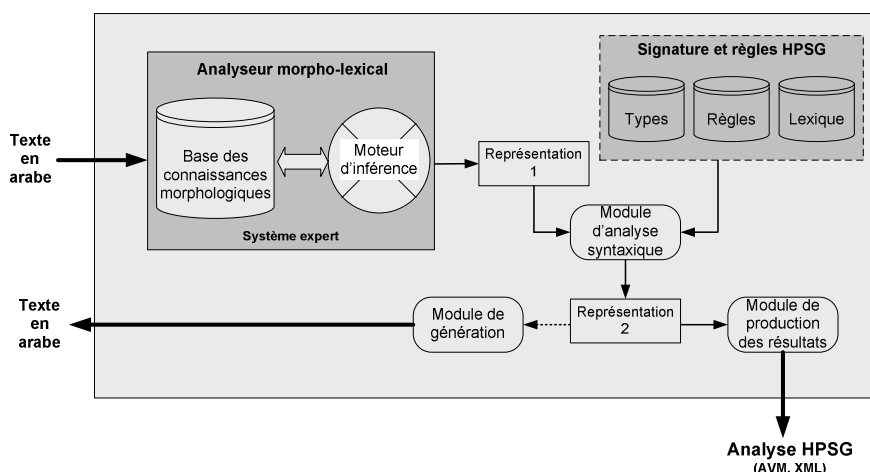 Analyseur morpho-lexical
Texte
en
arabe
Base des
connaissances
morphologiques
Moteur
d'inférence
Système expert
Représentation
1
Signature et règles HPSG
Types
Règles
Lexique
Module
d'analyse
syntaxique
Texte
en
arabe
Module de
génération
Représentation
2
Module de
production
des résultats
Analyse HPSG
(AVM, XML)